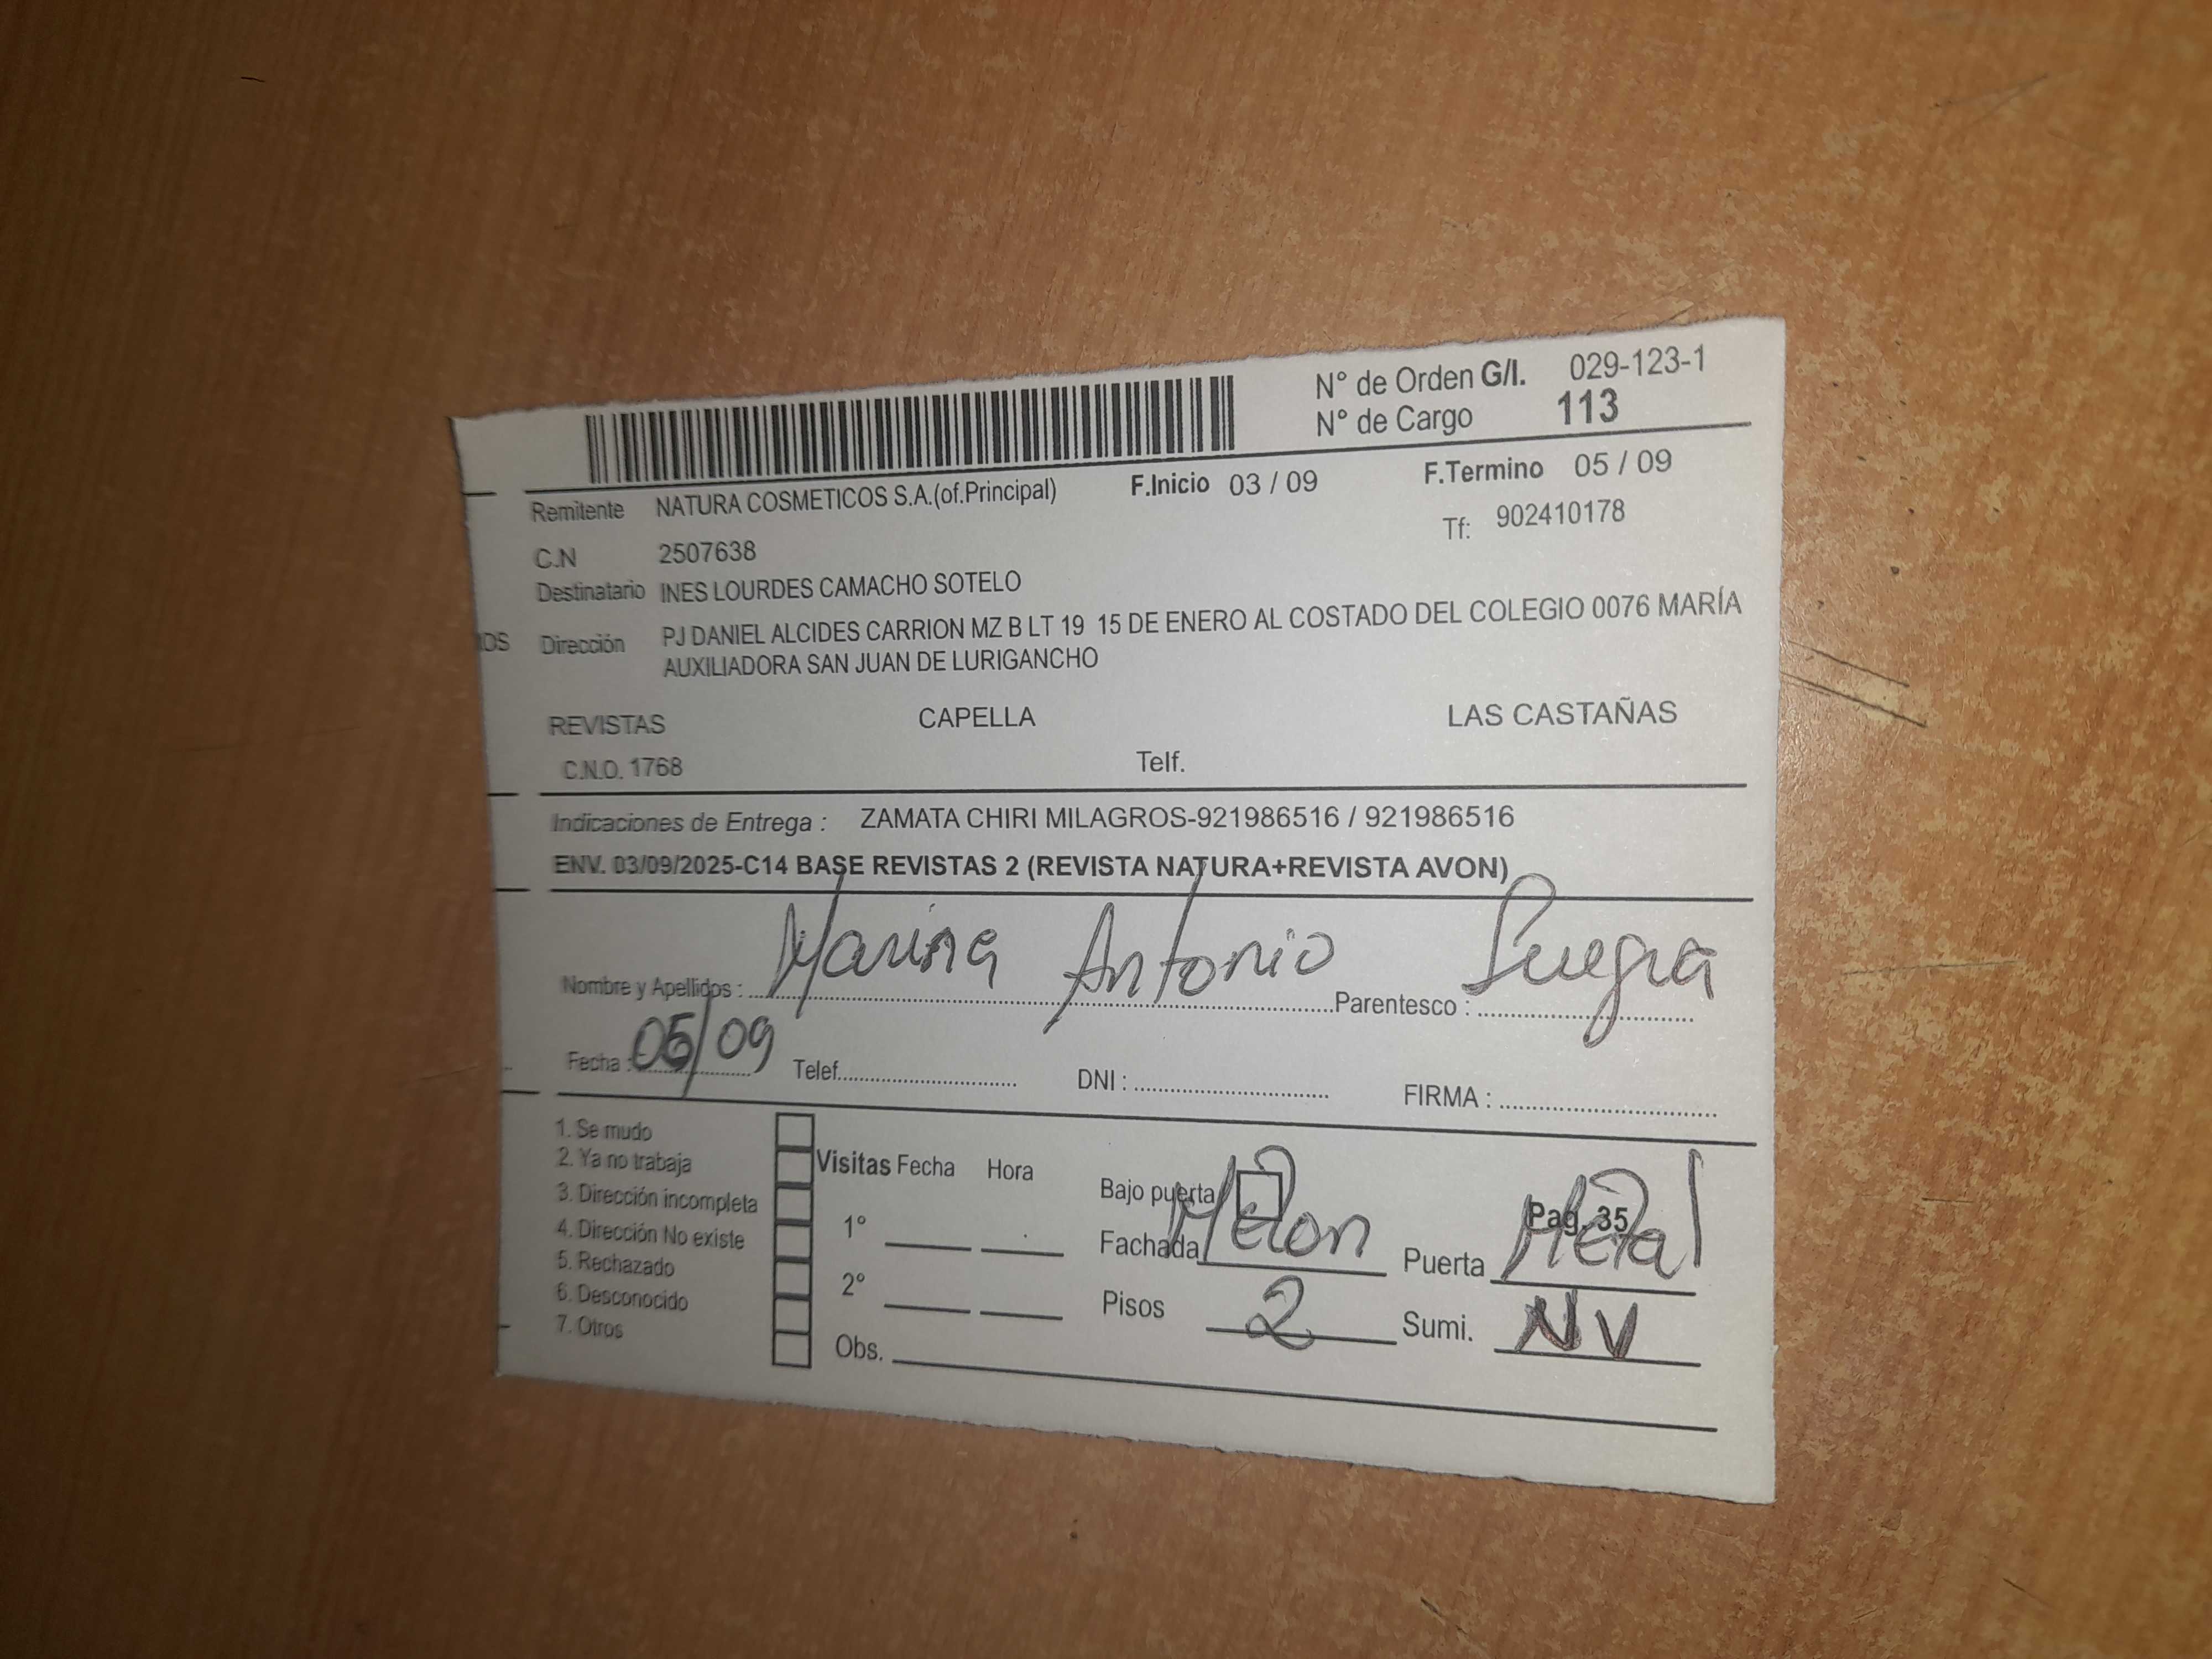 N° de Orden G/I. 029-123-1
N° de Cargo 113
Remitente NATURA COSMETICOS S.A.(of.Principal) F.Inicio 03 / 09 F.Termino 05 / 09
C.N 2507638 Tf: 902410178
Destinatario INES LOURDES CAMACHO SOTELO
Dirección PJ DANIEL ALCIDES CARRION MZ B LT 19 15 DE ENERO AL COSTADO DEL COLEGIO 0076 MARÍA
AUXILIADORA SAN JUAN DE LURIGANCHO
REVISTAS CAPELLA LAS CASTAÑAS
C.N.O. 1768 Telf.
Indicaciones de Entrega : ZAMATA CHIRI MILAGROS-921986516 / 921986516
ENV. 03/09/2025-C14 BASE REVISTAS 2 (REVISTA NATURA+REVISTA AVON)
Nombre y Apellidos : Marina Antonio Parentesco : Suegra
Fecha : 05/09 Telef. DNI : FIRMA :
1. Se mudo
2. Ya no trabaja Visitas Fecha Hora
3. Dirección incompleta Bajo puerta Pag. 35
4. Dirección No existe 1° Fachada Melon Puerta Metal
5. Rechazado
6. Desconocido 2° Pisos 2 Sumi. NV
7. Otros Obs.